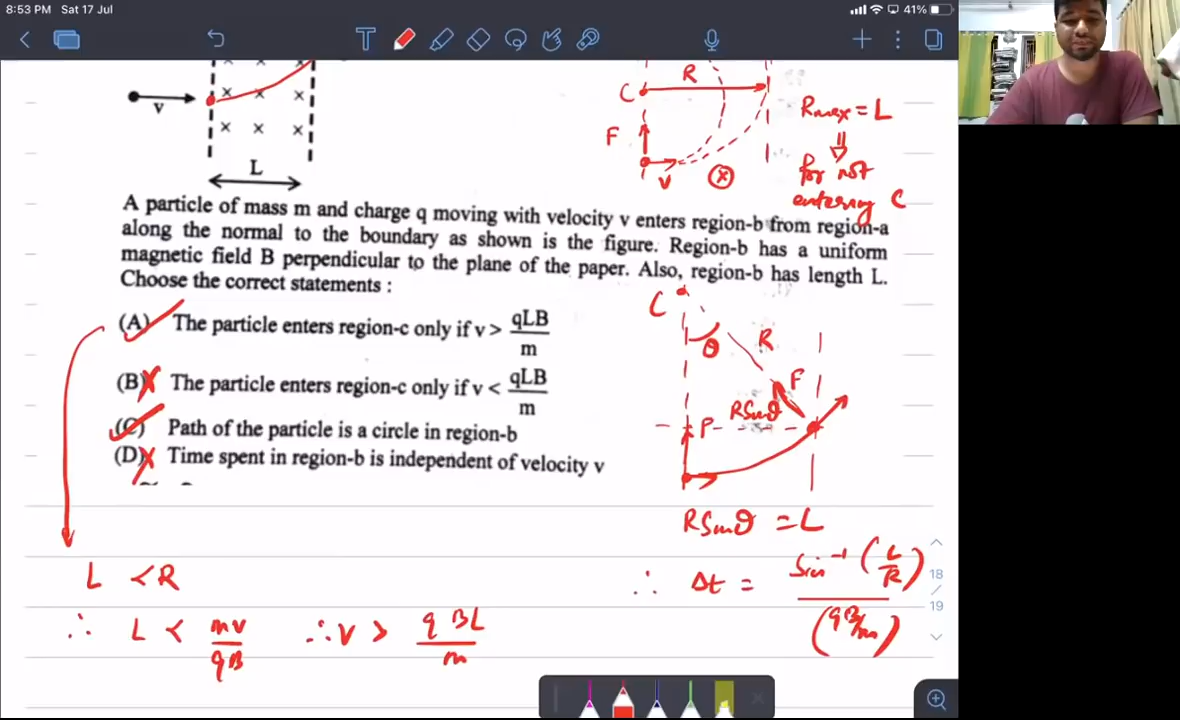 8:53 PM Sat 17 Jul
41%
T
v
L
C
R
F
V
Rmax = L
for not
entering C
A particle of mass m and charge q moving with velocity v enters region-b from region-a
along the normal to the boundary as shown is the figure. Region-b has a uniform
magnetic field B perpendicular to the plane of the paper. Also, region-b has length L.
Choose the correct statements :
(A) The particle enters region-c only if v > qLB/m
(B) The particle enters region-c only if v < qLB/m
(C) Path of the particle is a circle in region-b
(D) Time spent in region-b is independent of velocity v
C
θ
R
F
RSinθ
P
RSinθ = L
∴ Δt = Sin⁻¹(L/R) / (qB/m)
L < R
∴ L < mv/qB ∴ v > qBL/m
18
/
19